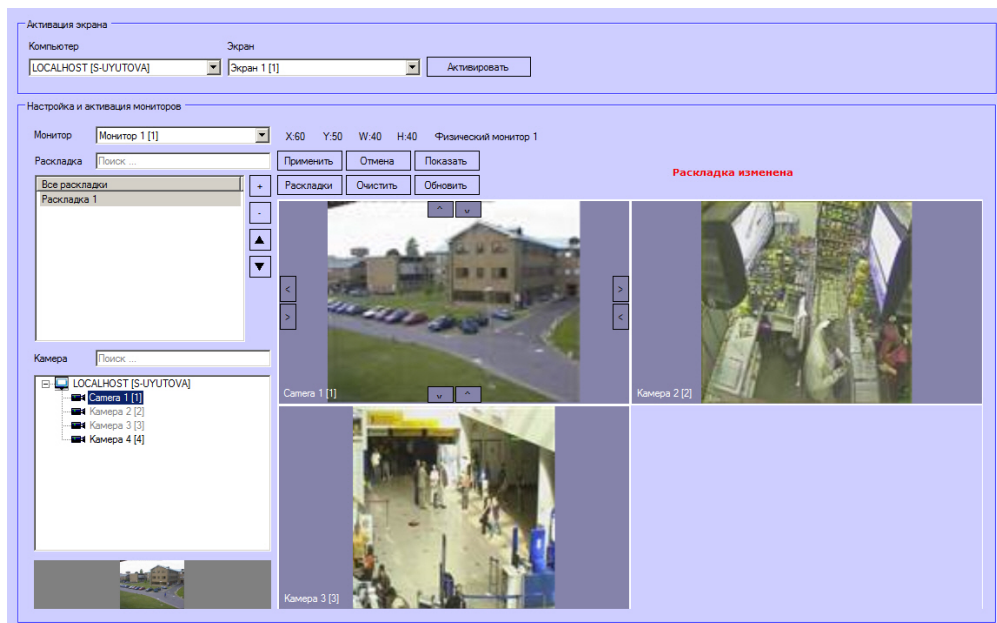 Активация экрана
Компьютер Экран
LOCALHOST [S-UYUTOVA] Экран 1 [1] Активировать
Настройка и активация мониторов
Монитор Монитор 1 [1] X:60 Y:50 W:40 H:40 Физический монитор 1
Раскладка Поиск ... Применить Отмена Показать
Раскладка изменена
Все раскладки + Раскладки Очистить Обновить
Раскладка 1
-
^ v
▲
▼
< >
> <
Камера Поиск ...
LOCALHOST [S-UYUTOVA]
Camera 1 [1] Camera 1 [1] v ^ Камера 2 [2]
Камера 2 [2]
Камера 3 [3]
Камера 4 [4]
Камера 3 [3]